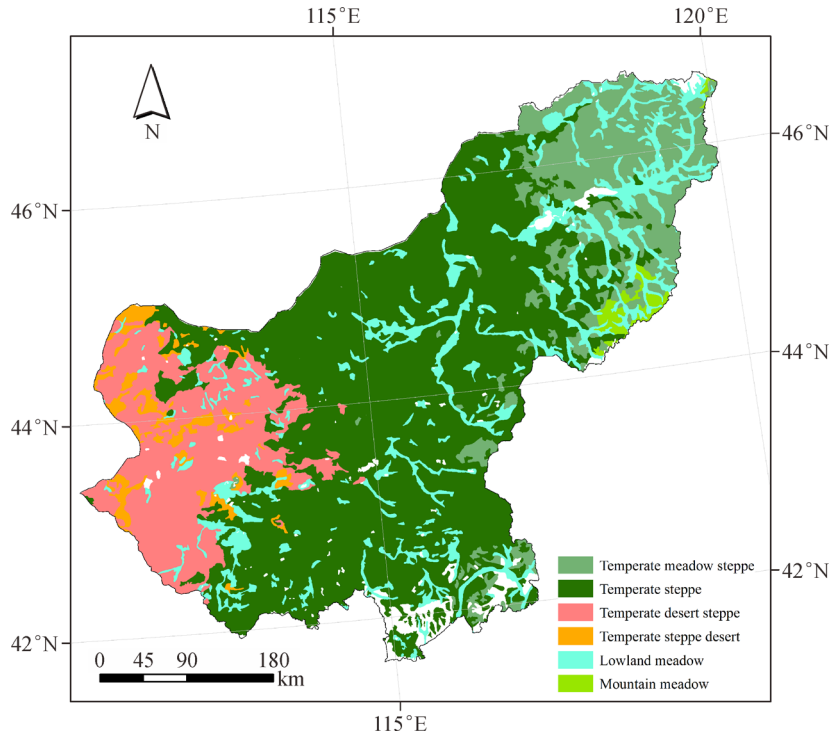 115°E 120°E
N
46°N
46°N
44°N
44°N
42°N
42°N
Temperate meadow steppe
Temperate steppe
Temperate desert steppe
Temperate steppe desert
Lowland meadow
Mountain meadow
0 45 90 180
km
115°E